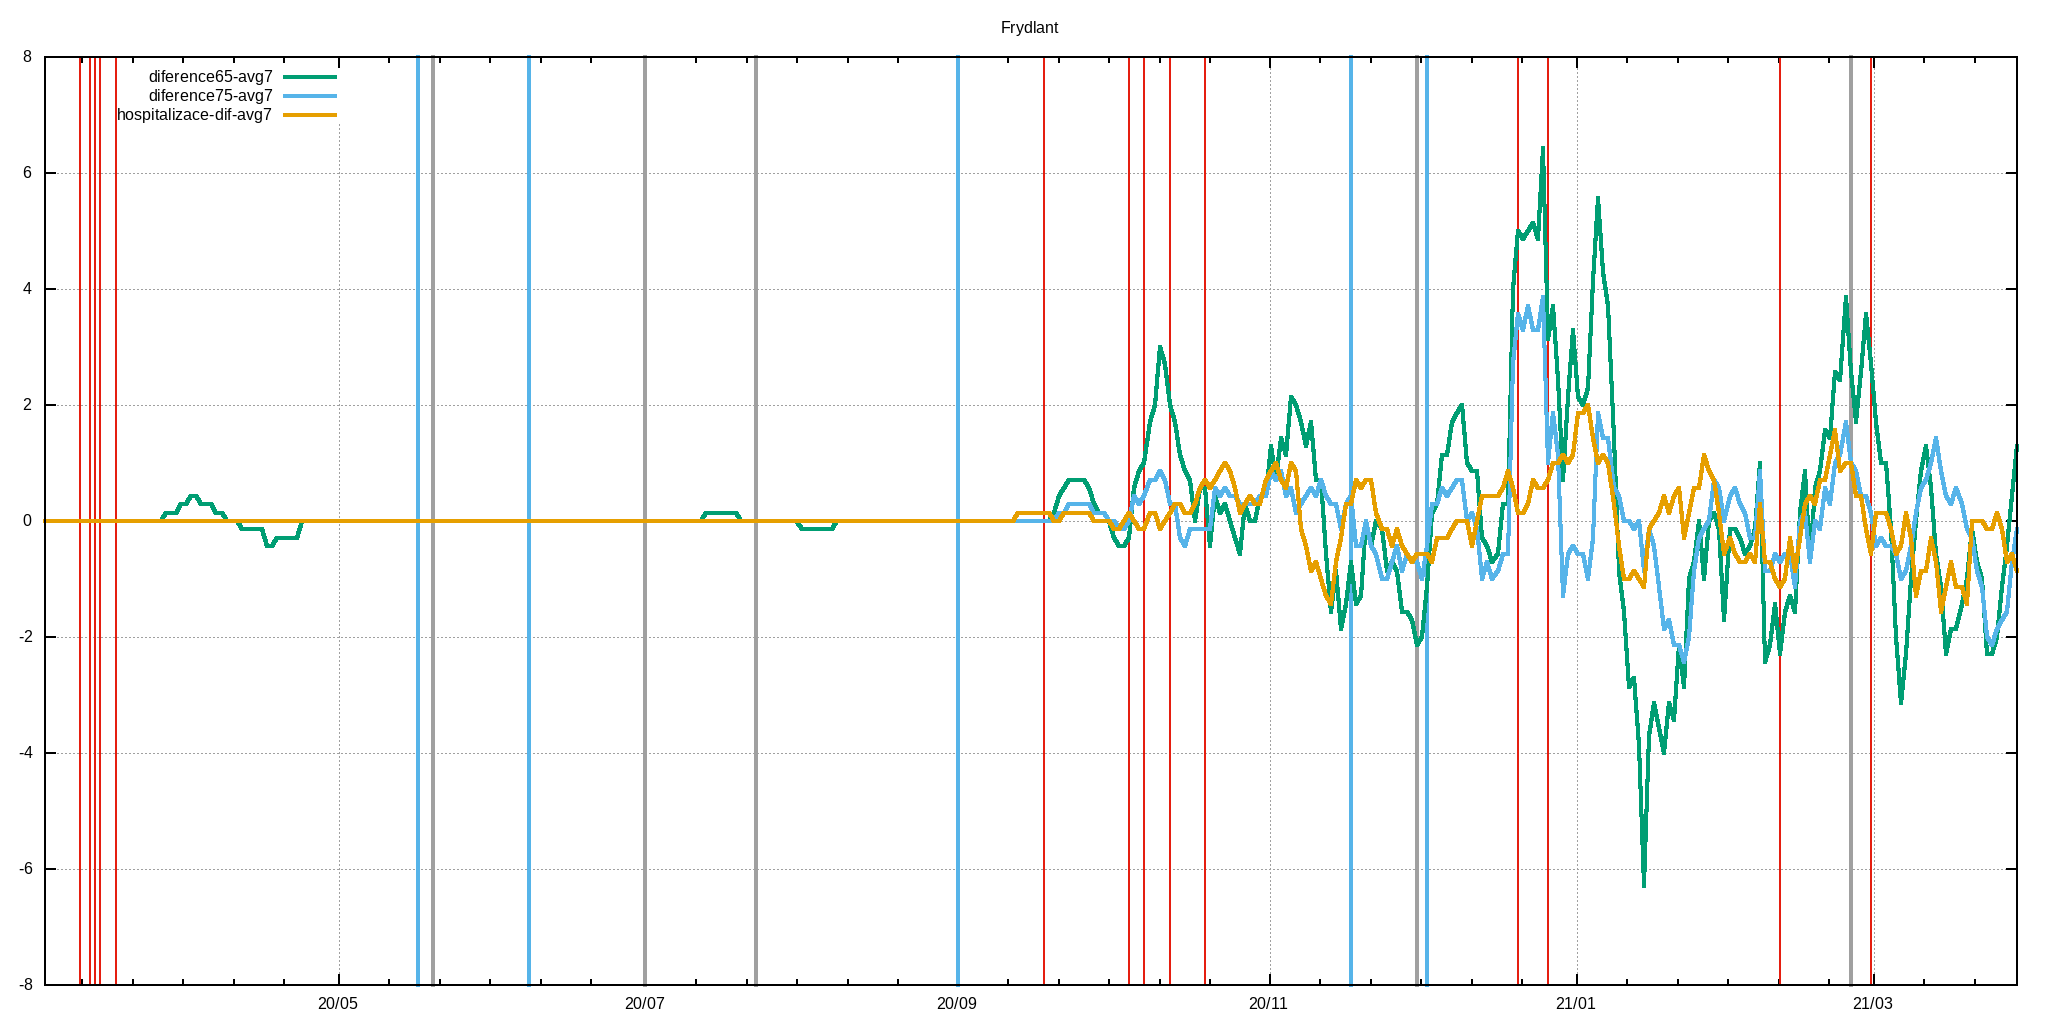 Frydlant
8
diference65-avg7
diference75-avg7
hospitalizace-dif-avg7
6
4
2
0
-2
-4
-6
-8
20/05 20/07 20/09 20/11 21/01 21/03